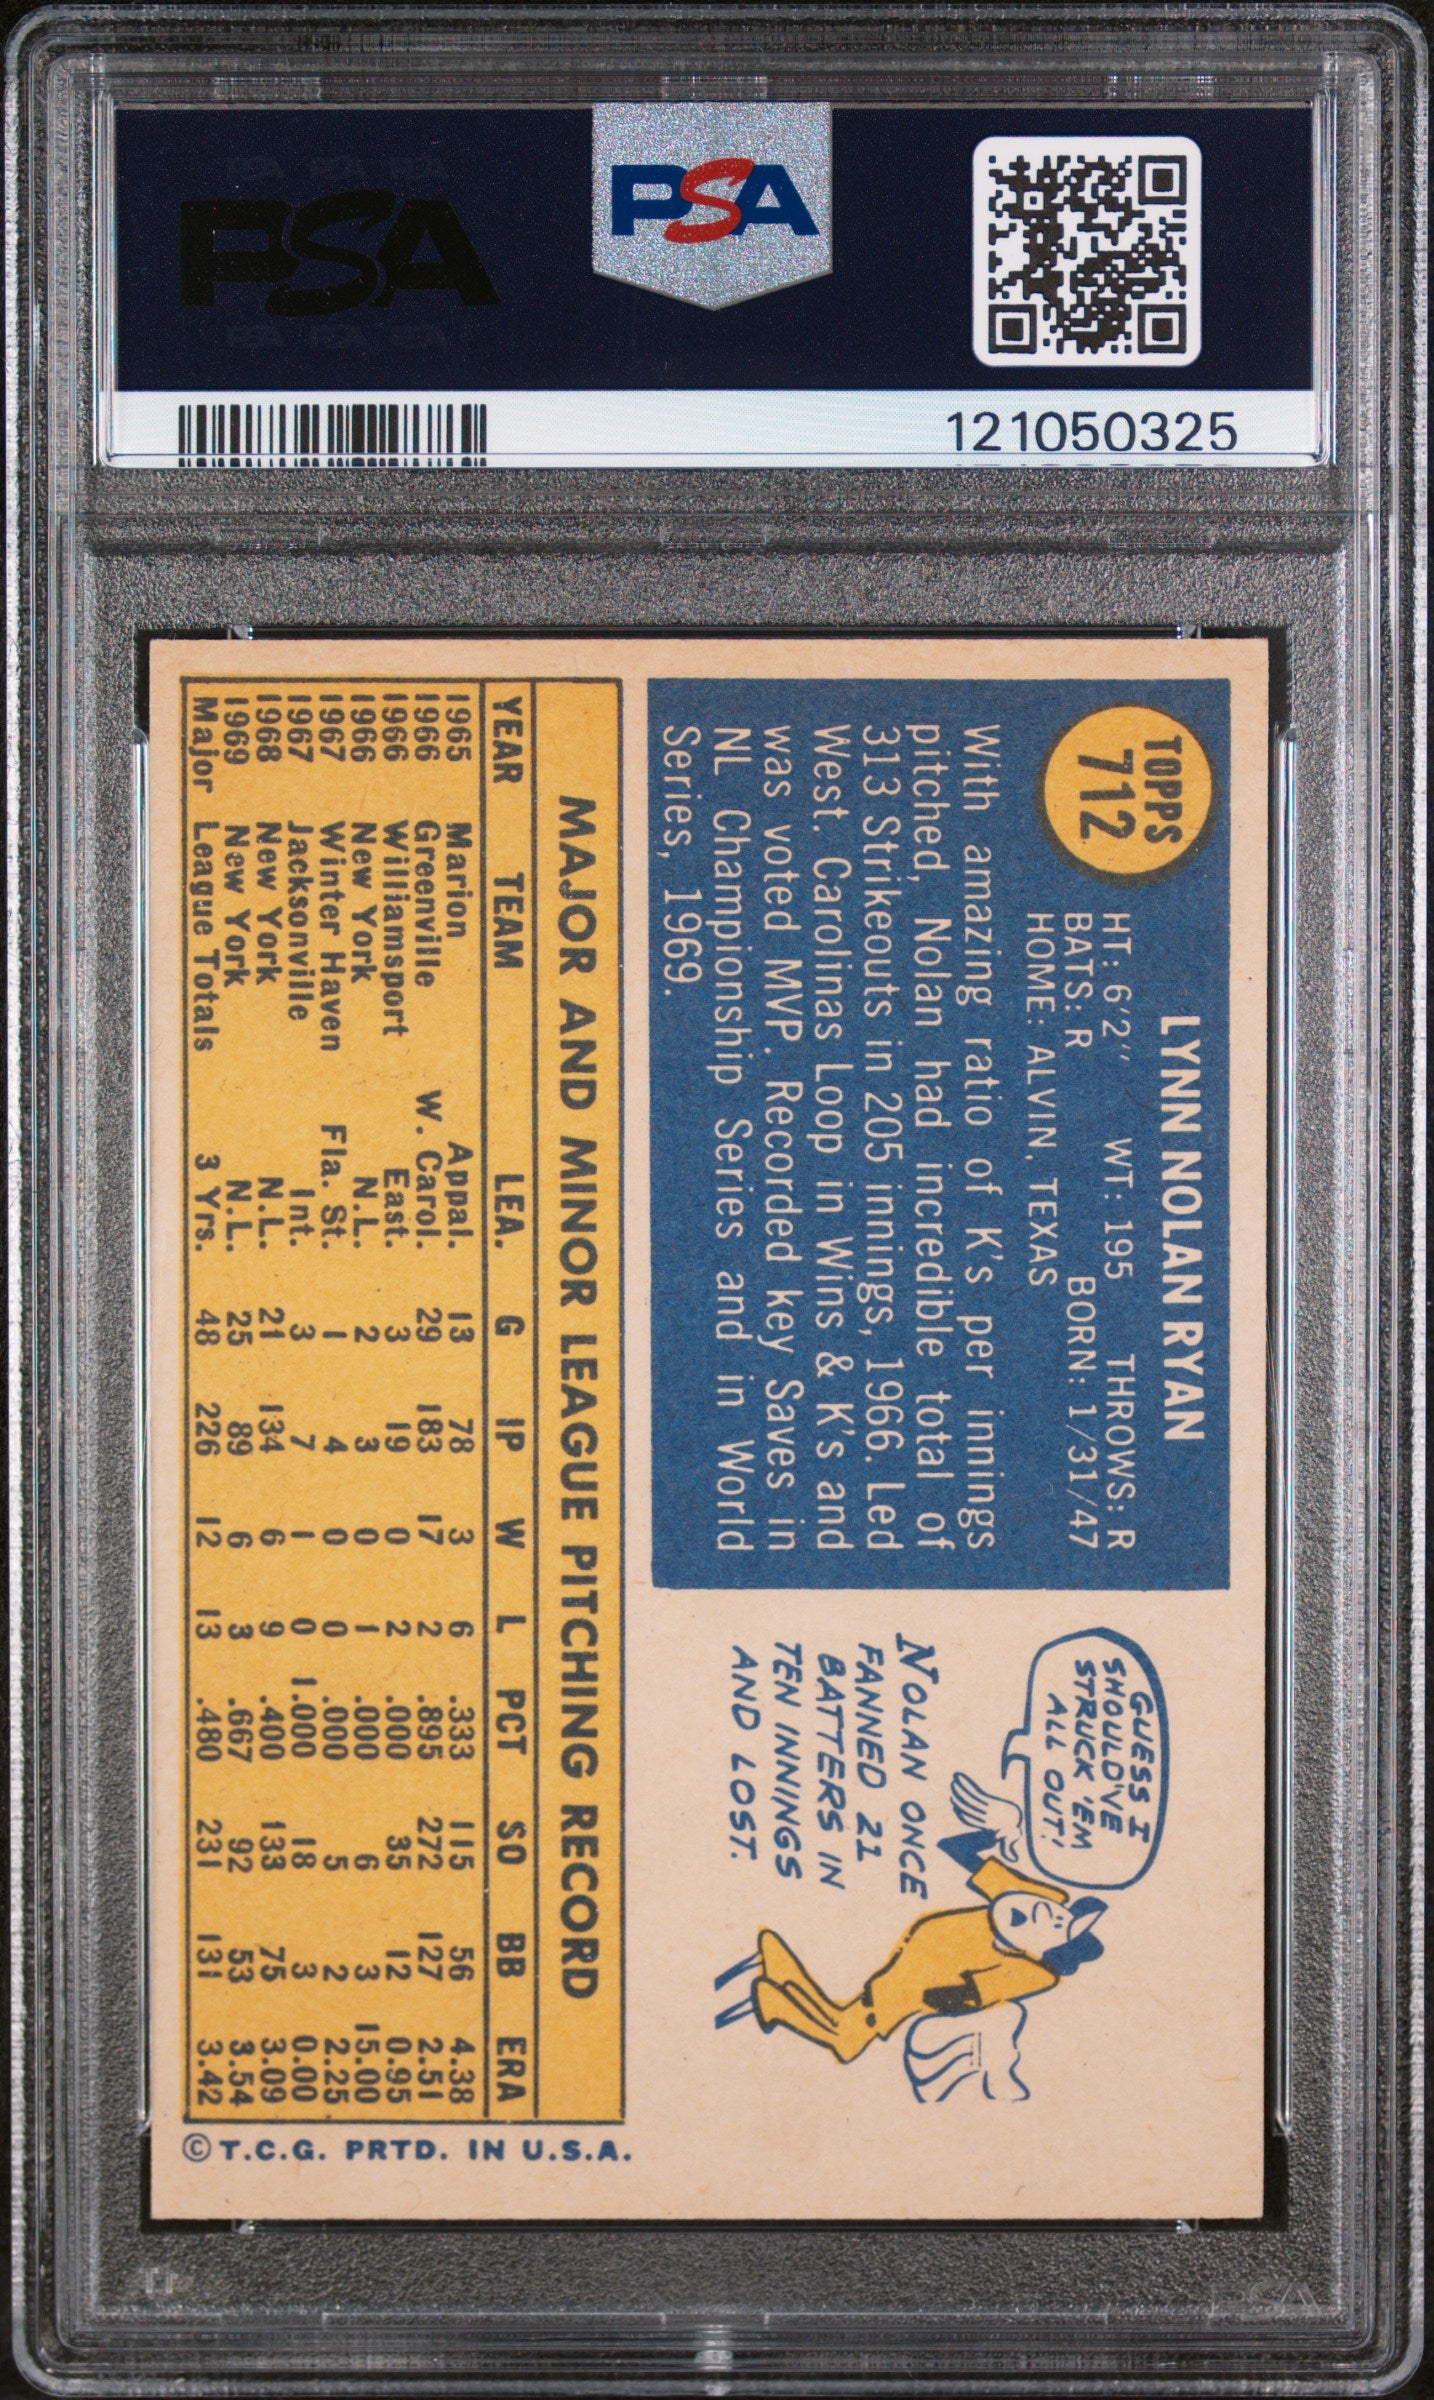 PSA
PSA
121050325
TOPPS
712
LYNN NOLAN RYAN
HT: 6'2" WT: 195 THROWS: R
BATS: R BORN: 1/31/47
HOME: ALVIN, TEXAS
With amazing ratio of K's per innings
pitched, Nolan had incredible total of
313 Strikeouts in 205 innings, 1966. Led
West. Carolinas Loop in Wins & K's and
was voted MVP. Recorded key Saves in
NL Championship Series and in World
Series, 1969.
GUESS I
SHOULD'VE
STRUCK 'EM
ALL OUT!
NOLAN ONCE
FANNED 21
BATTERS IN
TEN INNINGS
AND LOST.
MAJOR AND MINOR LEAGUE PITCHING RECORD
YEAR TEAM LEA. G IP W L PCT SO BB ERA
1965 Marion Appal. 13 78 3 6 .333 115 56 4.38
1966 Greenville W. Carol. 29 183 17 2 .895 272 127 2.51
1966 Williamsport East. 3 19 0 2 .000 35 12 0.95
1966 New York N.L. 2 3 0 1 .000 6 3 15.00
1967 Winter Haven Fla. St. 1 4 0 0 .000 5 2 2.25
1967 Jacksonville Int. 3 7 1 0 1.000 18 3 0.00
1968 New York N.L. 21 134 6 9 .400 133 75 3.09
1969 New York N.L. 25 89 6 3 .667 92 53 3.54
Major League Totals 3 Yrs. 48 226 12 13 .480 231 131 3.42
© T.C.G. PRTD. IN U.S.A.
PSA